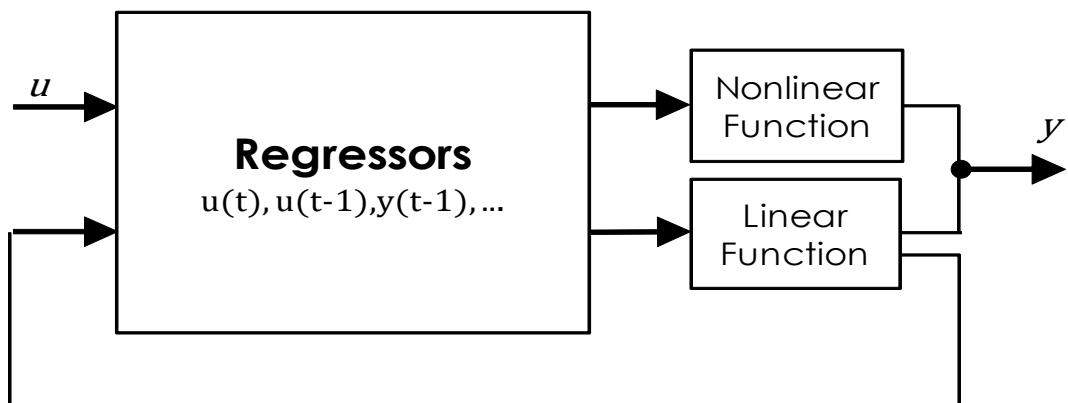 u
Regressors
u(t), u(t-1),y(t-1), ...
Nonlinear
Function
Linear
Function
y